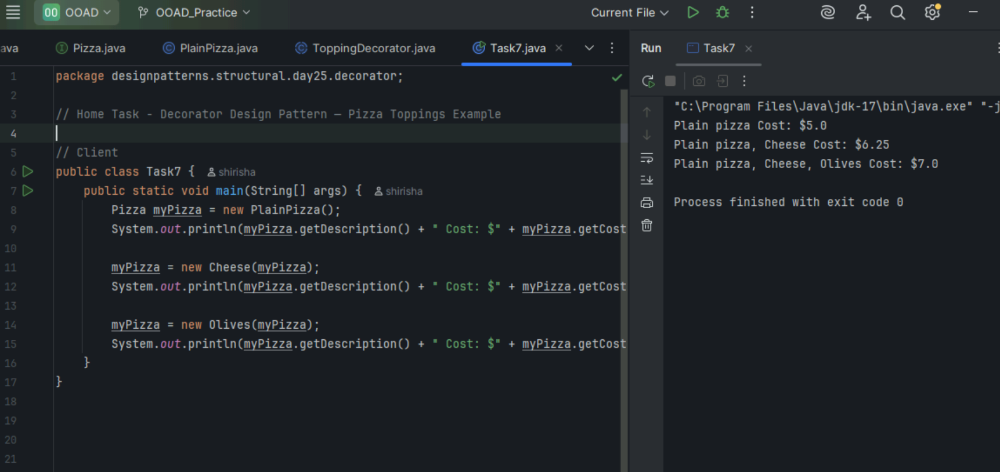 OO OOAD OOAD_Practice Current File
ava Pizza.java PlainPizza.java ToppingDecorator.java Task7.java
1 package designpatterns.structural.day25.decorator;
2
3 // Home Task - Decorator Design Pattern – Pizza Toppings Example
4
5 // Client
6 public class Task7 { shirisha
7 public static void main(String[] args) { shirisha
8 Pizza myPizza = new PlainPizza();
9 System.out.println(myPizza.getDescription() + " Cost: $" + myPizza.getCost
10
11 myPizza = new Cheese(myPizza);
12 System.out.println(myPizza.getDescription() + " Cost: $" + myPizza.getCost
13
14 myPizza = new Olives(myPizza);
15 System.out.println(myPizza.getDescription() + " Cost: $" + myPizza.getCost
16 }
17 }
18
19
20
21
Run Task7
"C:\Program Files\Java\jdk-17\bin\java.exe" "-j
Plain pizza Cost: $5.0
Plain pizza, Cheese Cost: $6.25
Plain pizza, Cheese, Olives Cost: $7.0
Process finished with exit code 0